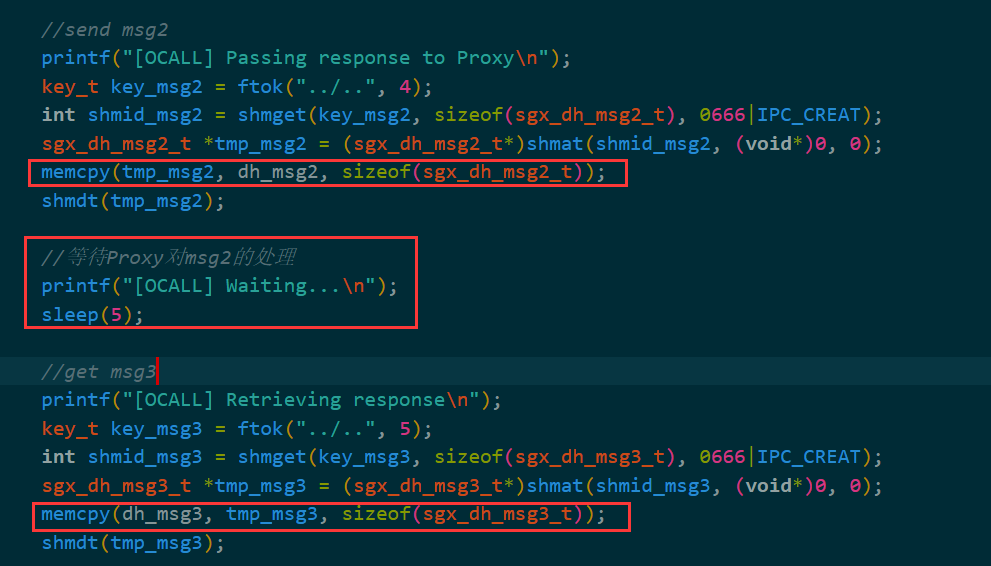 //send msg2
printf("[OCALL] Passing response to Proxy\n");
key_t key_msg2 = ftok("../..", 4);
int shmid_msg2 = shmget(key_msg2, sizeof(sgx_dh_msg2_t), 0666|IPC_CREAT);
sgx_dh_msg2_t *tmp_msg2 = (sgx_dh_msg2_t*)shmat(shmid_msg2, (void*)0, 0);
memcpy(tmp_msg2, dh_msg2, sizeof(sgx_dh_msg2_t));
shmdt(tmp_msg2);
//等待Proxy对msg2的处理
printf("[OCALL] Waiting...\n");
sleep(5);
//get msg3
printf("[OCALL] Retrieving response\n");
key_t key_msg3 = ftok("../..", 5);
int shmid_msg3 = shmget(key_msg3, sizeof(sgx_dh_msg3_t), 0666|IPC_CREAT);
sgx_dh_msg3_t *tmp_msg3 = (sgx_dh_msg3_t*)shmat(shmid_msg3, (void*)0, 0);
memcpy(dh_msg3, tmp_msg3, sizeof(sgx_dh_msg3_t));
shmdt(tmp_msg3);